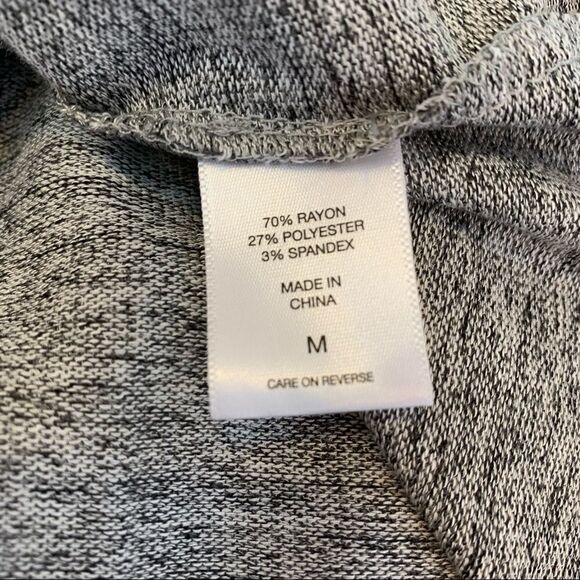 70% RAYON
27% POLYESTER
3% SPANDEX
MADE IN
CHINA
M
CARE ON REVERSE